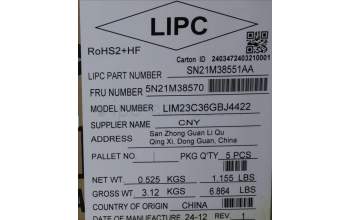 LIPC
RoHS2+HF
Carton ID 2403472403210001
LIPC PART NUMBER SN21M38551AA
FRU NUMBER 5N21M38570
MODEL NUMBER LIM23C36GBJ4422
SUPPLIER NAME CNY
ADDRESS San Zhong Guan Li Qu
Qing Xi, Dong Guan, China
PALLET NO PKG Q'TY 5 PCS
NET WT 0.525 KGS 1.155 LBS
GROSS WT 3.12 KGS 6.864 LBS
COUNTRY OF ORIGIN CHINA
DATE OF MANUFACTURE 24-12 REV 1